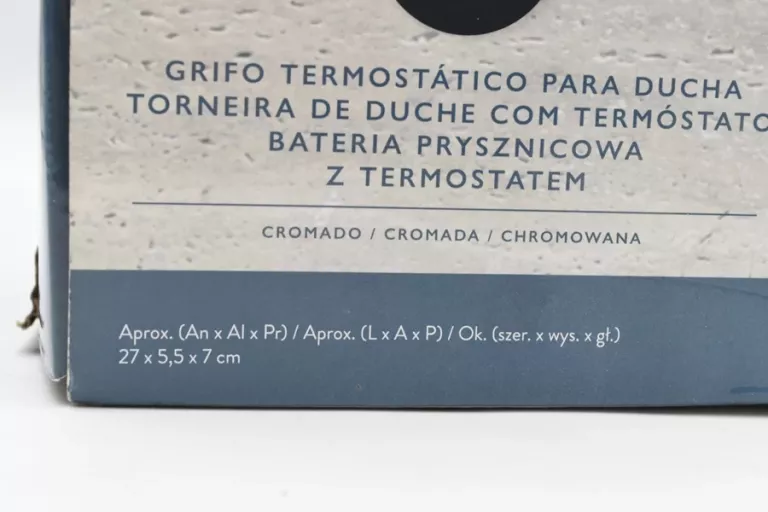 GRIFO TERMOSTÁTICO PARA DUCHA
TORNEIRA DE DUCHE COM TERMÓSTATO
BATERIA PRYSZNICOWA
Z TERMOSTATEM
CROMADO / CROMADA / CHROMOWANA
Aprox. (An x Al x Pr) / Aprox. (L x A x P) / Ok. (szer. x wys. x gł.)
27 x 5,5 x 7 cm